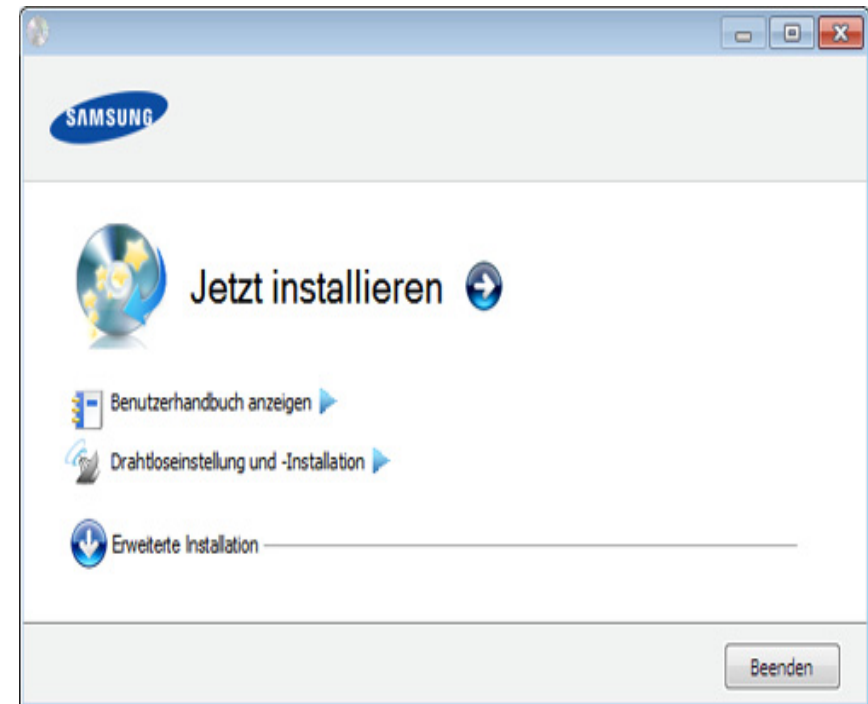 SAMSUNG
Jetzt installieren
Benutzerhandbuch anzeigen
Drahtloseinstellung und -Installation
Erweiterte Installation
Beenden